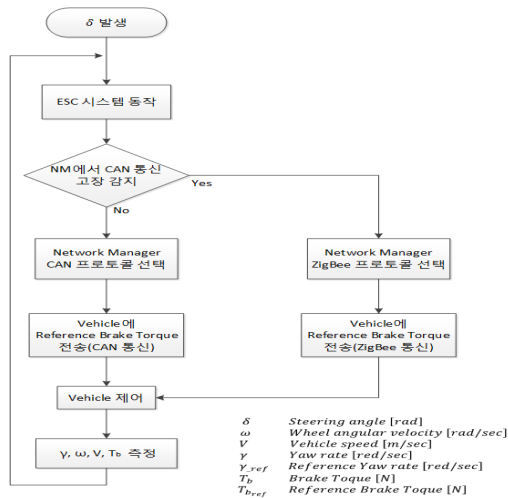 δ 발생
ESC 시스템 동작
NM에서 CAN 통신
고장 감지
Yes
No
Network Manager
CAN 프로토콜 선택
Network Manager
ZigBee 프로토콜 선택
Vehicle에
Reference Brake Torque
전송(CAN 통신)
Vehicle에
Reference Brake Torque
전송(ZigBee 통신)
Vehicle 제어
γ, ω, V, Tb 측정
δ Steering angle [rad]
ω Wheel angular velocity [rad/sec]
V Vehicle speed [m/sec]
γ Yaw rate [red/sec]
γ_ref Reference Yaw rate [red/sec]
T_b Brake Toque [N]
T_b_ref Reference Brake Toque [N]